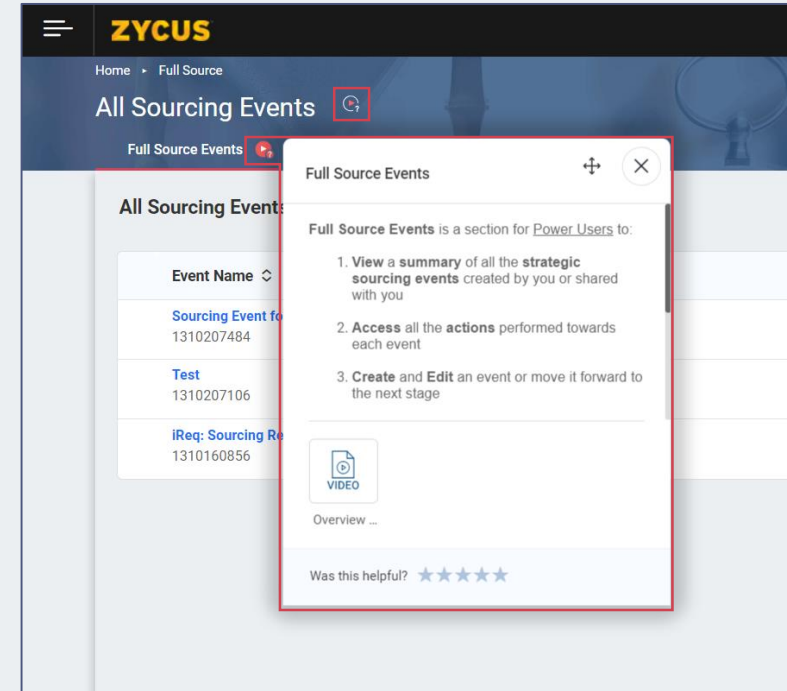 ZYCUS
Home ▸ Full Source
All Sourcing Events
Full Source Events
All Sourcing Events
Event Name
Sourcing Event fo
1310207484
Test
1310207106
iReq: Sourcing Re
1310160856
Full Source Events
Full Source Events is a section for Power Users to:
1. View a summary of all the strategic
sourcing events created by you or shared
with you
2. Access all the actions performed towards
each event
3. Create and Edit an event or move it forward to
the next stage
VIDEO
Overview ...
Was this helpful?